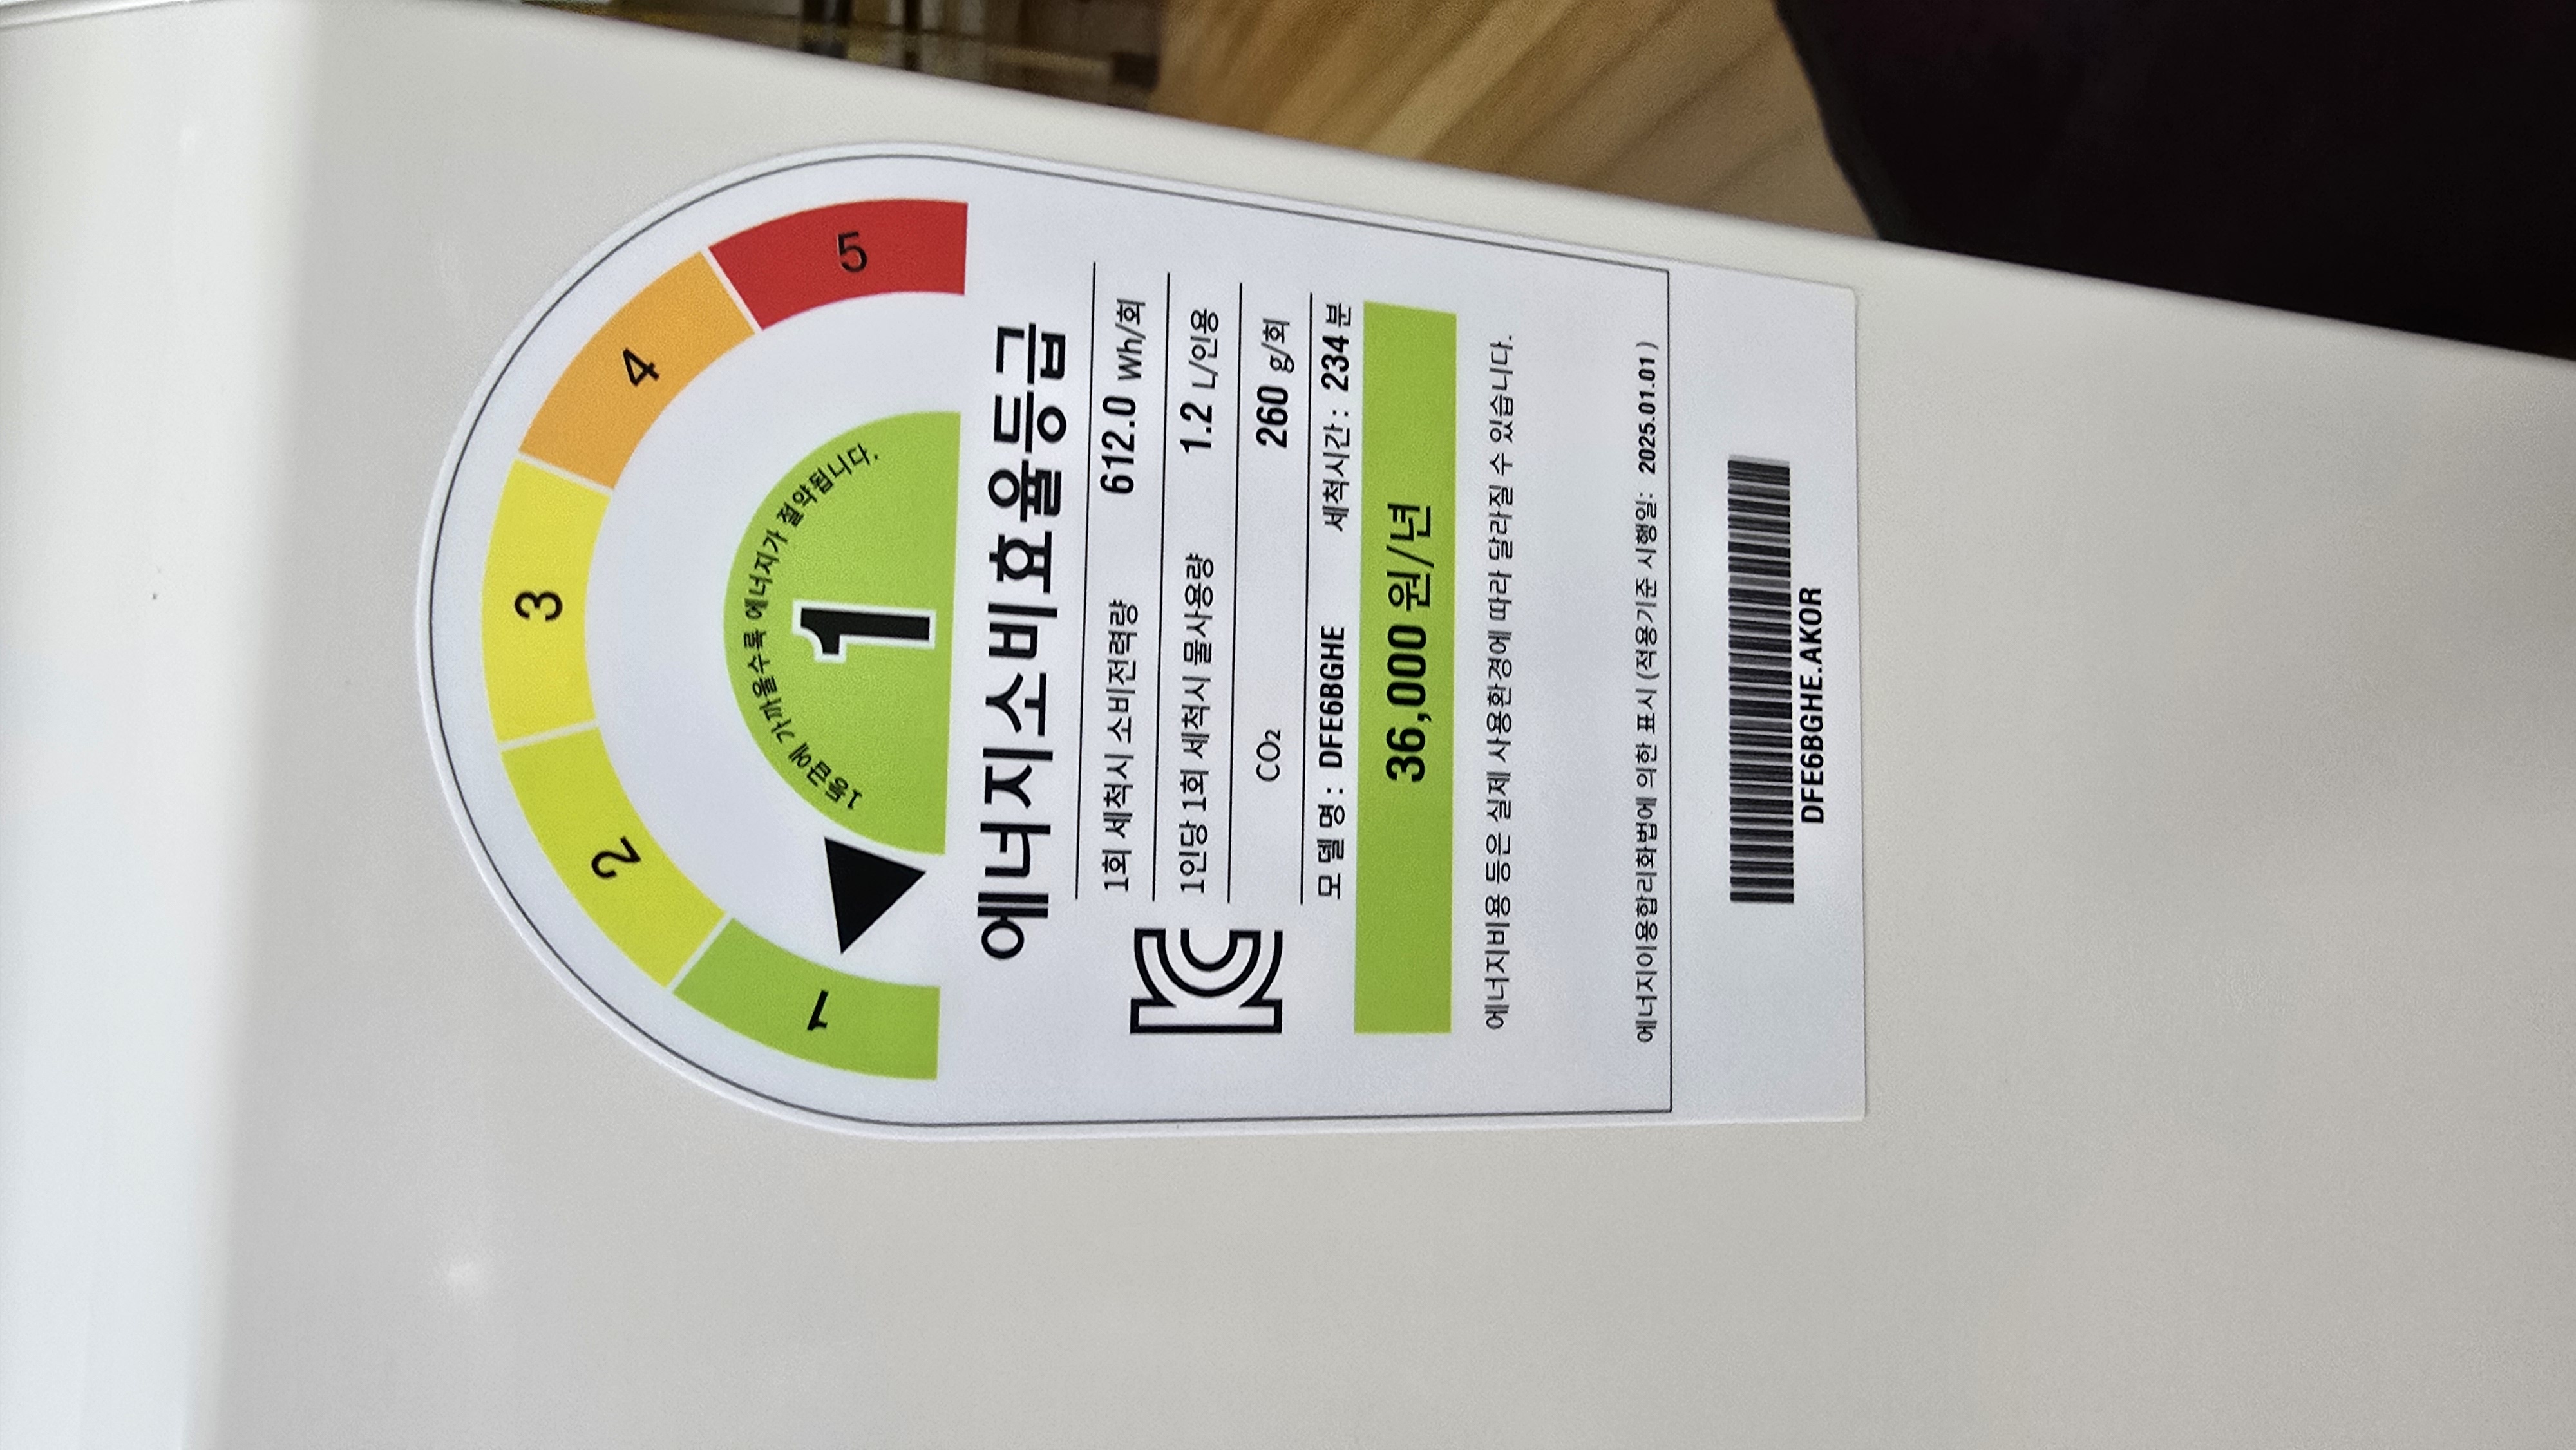 1 2 3 4 5
1등급에 가까울수록 에너지가 절약됩니다.
1
에너지소비효율등급
1회 세척시 소비전력량 612.0 Wh/회
1인당 1회 세척시 물사용량 1.2 L/인용
CO₂ 260 g/회
모 델 명 : DFE6BGHE 세척시간 : 234 분
36,000 원/년
에너지비용 등은 실제 사용환경에 따라 달라질 수 있습니다.
에너지이용합리화법에 의한 표시 (적용기준 시행일: 2025.01.01)
DFE6BGHE.AKOR